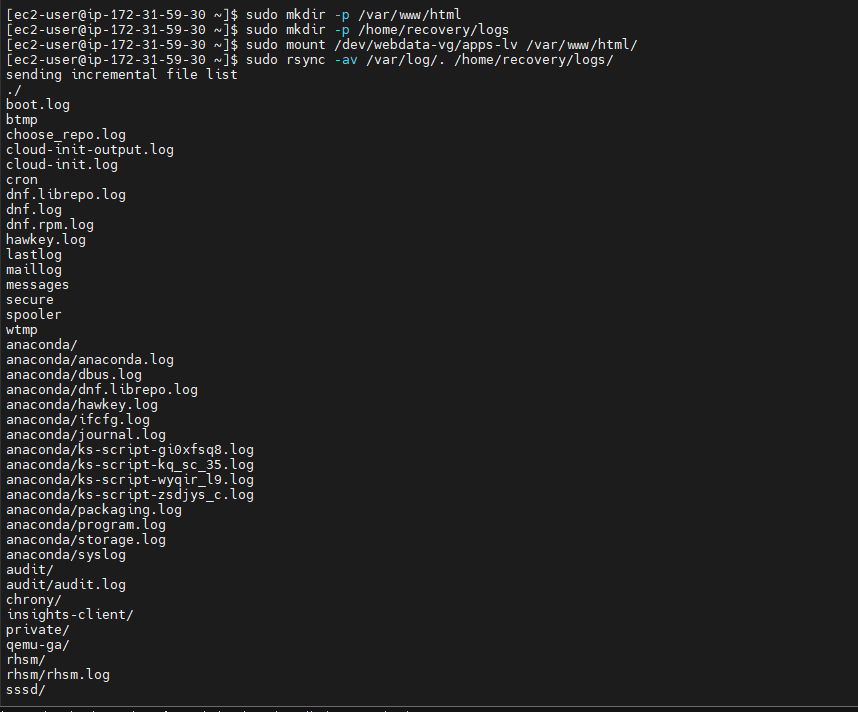 [ec2-user@ip-172-31-59-30 ~]$ sudo mkdir -p /var/www/html
[ec2-user@ip-172-31-59-30 ~]$ sudo mkdir -p /home/recovery/logs
[ec2-user@ip-172-31-59-30 ~]$ sudo mount /dev/webdata-vg/apps-lv /var/www/html/
[ec2-user@ip-172-31-59-30 ~]$ sudo rsync -av /var/log/. /home/recovery/logs/
sending incremental file list
./
boot.log
btmp
choose_repo.log
cloud-init-output.log
cloud-init.log
cron
dnf.librepo.log
dnf.log
dnf.rpm.log
hawkey.log
lastlog
maillog
messages
secure
spooler
wtmp
anaconda/
anaconda/anaconda.log
anaconda/dbus.log
anaconda/dnf.librepo.log
anaconda/hawkey.log
anaconda/ifcfg.log
anaconda/journal.log
anaconda/ks-script-gi0xfsq8.log
anaconda/ks-script-kq_sc_35.log
anaconda/ks-script-wyqir_l9.log
anaconda/ks-script-zsdjys_c.log
anaconda/packaging.log
anaconda/program.log
anaconda/storage.log
anaconda/syslog
audit/
audit/audit.log
chrony/
insights-client/
private/
qemu-ga/
rhsm/
rhsm/rhsm.log
sssd/